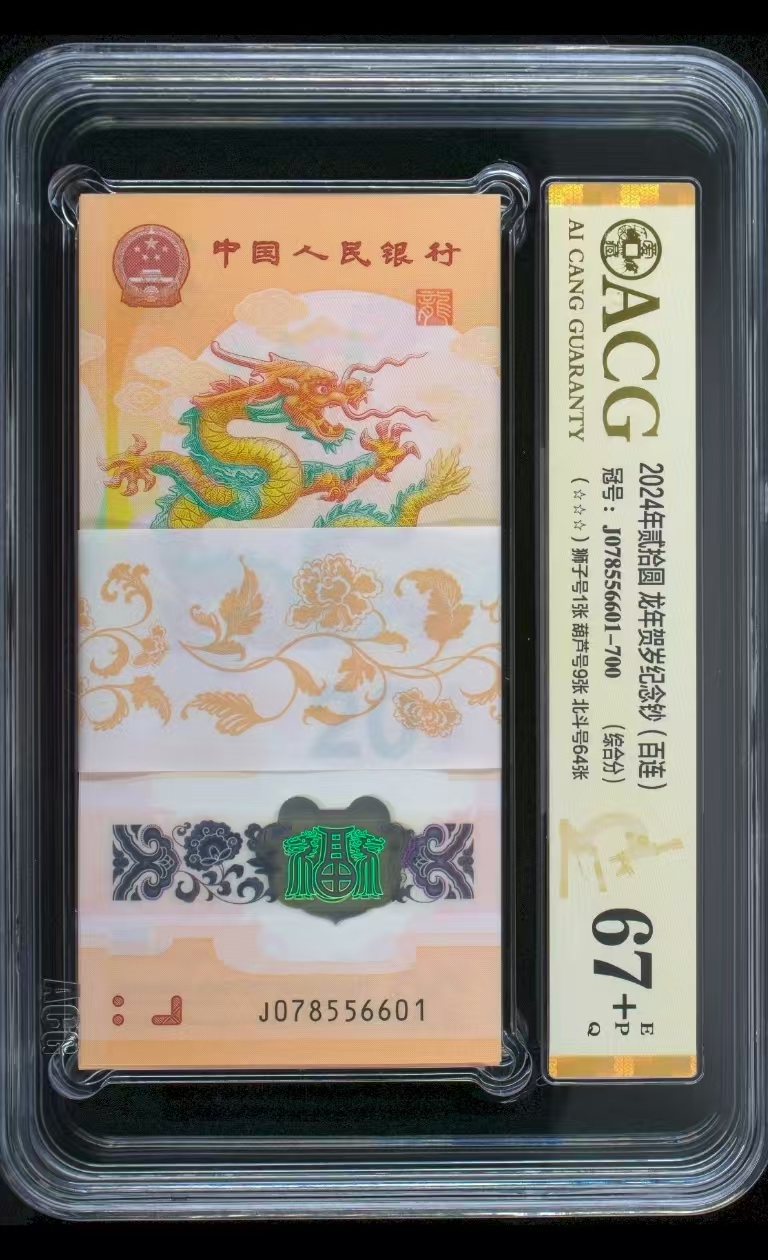 中国人民银行
龍
20
J078556601
ACG
AI CANG GUARANTY
2024年贰拾圆 龙年贺岁纪念钞（百连）
冠号：J078556601-700 （综合分）
（☆☆☆）狮子号1张 葫芦号9张 北斗号64张
67+
E
P
Q
ACG